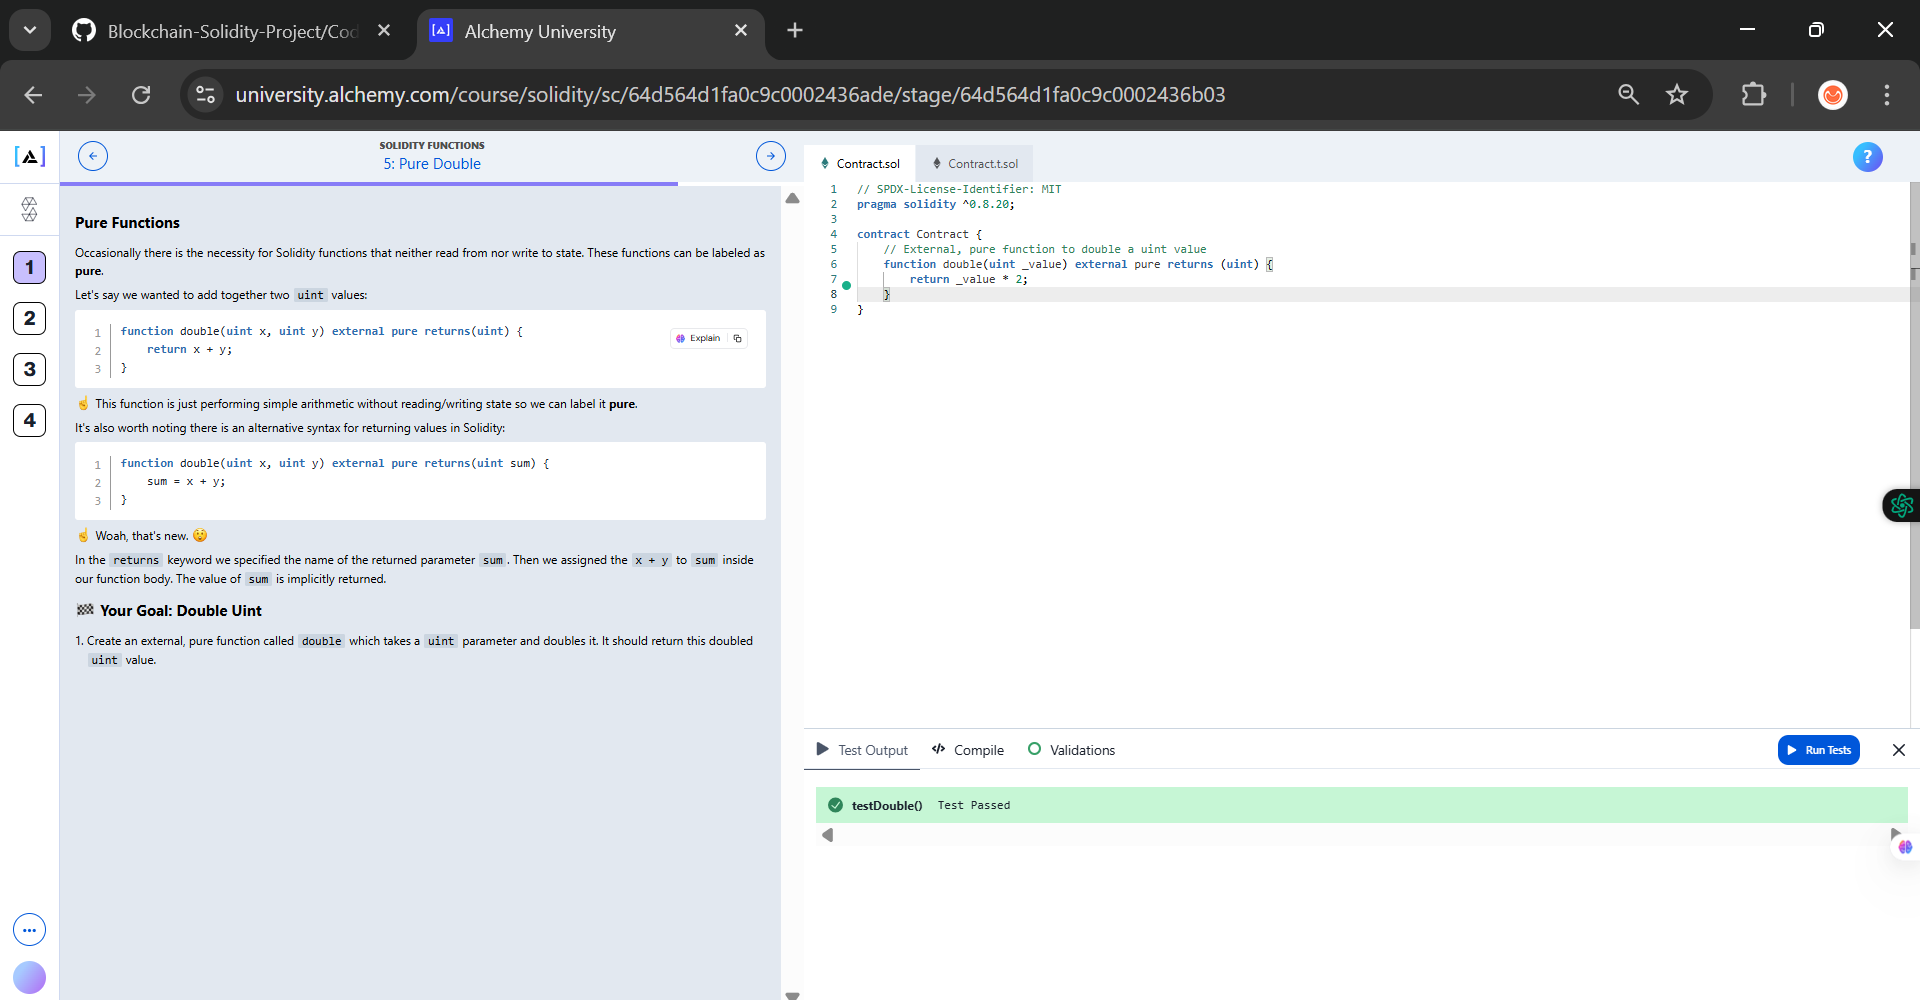 Blockchain-Solidity-Project/Cod
Alchemy University
university.alchemy.com/course/solidity/sc/64d564d1fa0c9c0002436ade/stage/64d564d1fa0c9c0002436b03
SOLIDITY FUNCTIONS
5: Pure Double
1
2
3
4
Pure Functions
Occasionally there is the necessity for Solidity functions that neither read from nor write to state. These functions can be labeled as
pure.
Let's say we wanted to add together two uint values:
1 function double(uint x, uint y) external pure returns(uint) {
2 return x + y;
3 }
Explain
☝️ This function is just performing simple arithmetic without reading/writing state so we can label it pure.
It's also worth noting there is an alternative syntax for returning values in Solidity:
1 function double(uint x, uint y) external pure returns(uint sum) {
2 sum = x + y;
3 }
☝️ Woah, that's new. 😲
In the returns keyword we specified the name of the returned parameter sum. Then we assigned the x + y to sum inside
our function body. The value of sum is implicitly returned.
🏁 Your Goal: Double Uint
1. Create an external, pure function called double which takes a uint parameter and doubles it. It should return this doubled
uint value.
Contract.sol
Contract.t.sol
?
1 // SPDX-License-Identifier: MIT
2 pragma solidity ^0.8.20;
3
4 contract Contract {
5 // External, pure function to double a uint value
6 function double(uint _value) external pure returns (uint) {
7 return _value * 2;
8 }
9 }
Test Output
Compile
Validations
Run Tests
testDouble() Test Passed